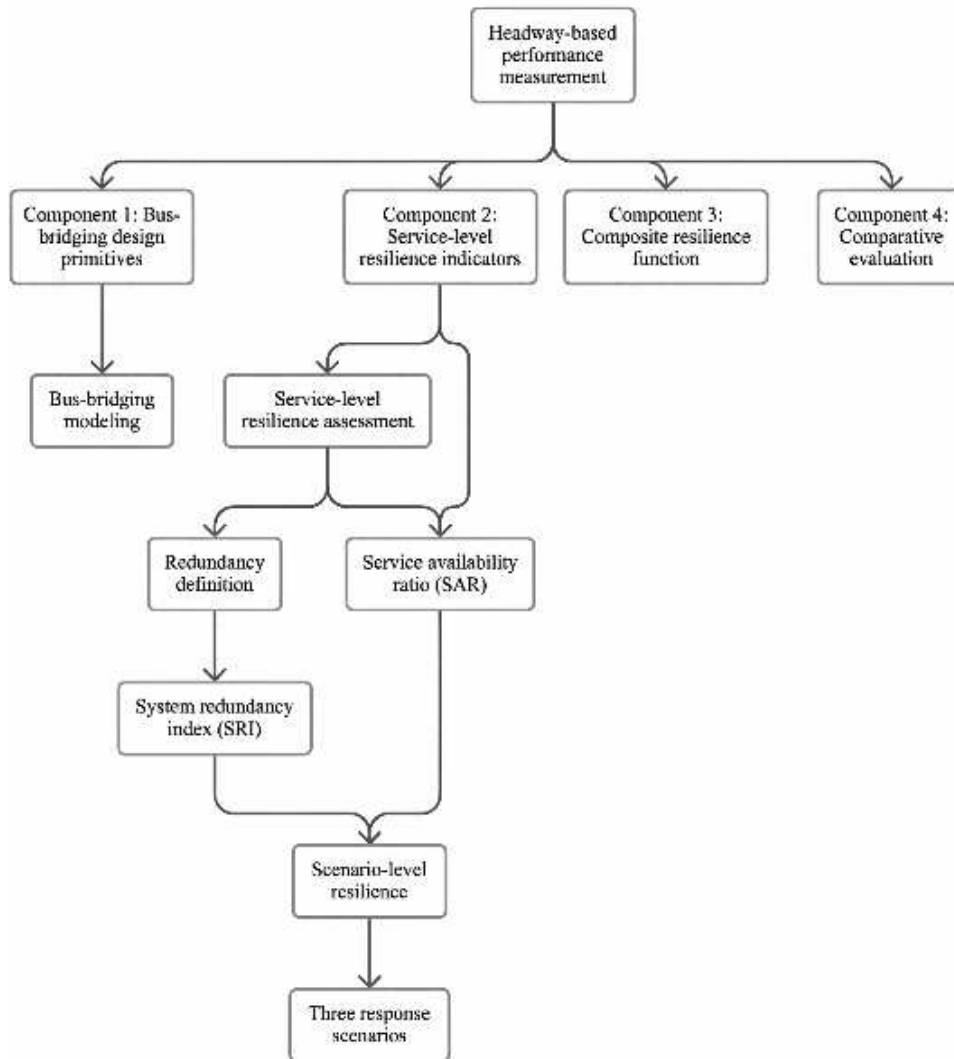 Headway-based
performance
measurement
Component 1: Bus-
bridging design
primitives
Component 2:
Service-level
resilience indicators
Component 3:
Composite resilience
function
Component 4:
Comparative
evaluation
Bus-bridging
modeling
Service-level
resilience assessment
Redundancy
definition
Service availability
ratio (SAR)
System redundancy
index (SRI)
Scenario-level
resilience
Three response
scenarios